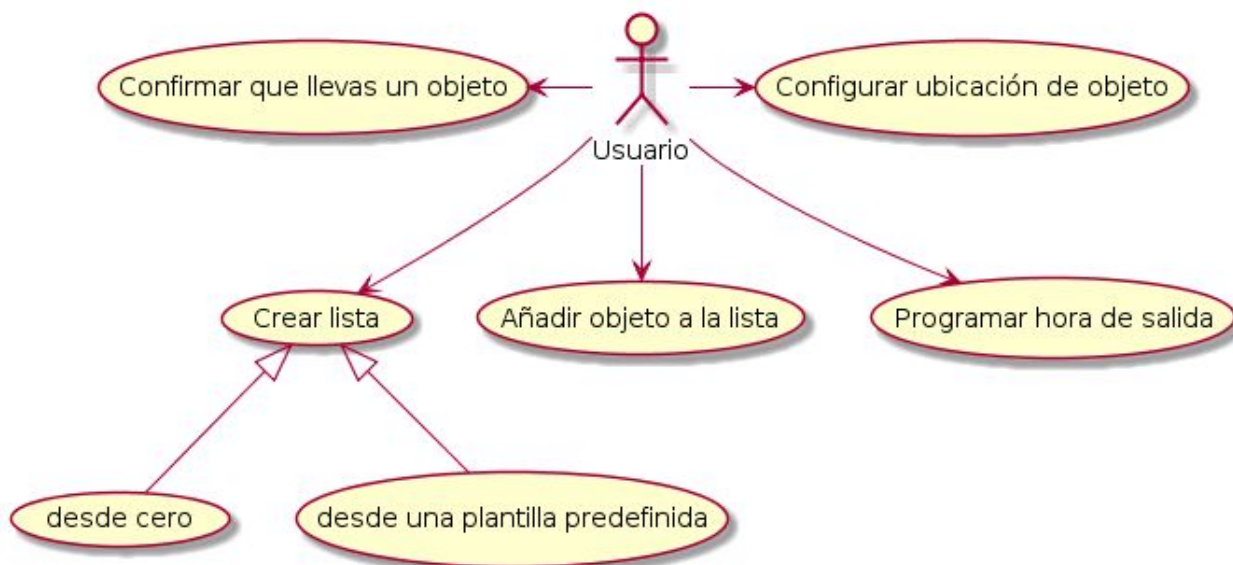 Confirmar que llevas un objeto
Configurar ubicación de objeto
Usuario
Crear lista
Añadir objeto a la lista
Programar hora de salida
desde cero
desde una plantilla predefinida